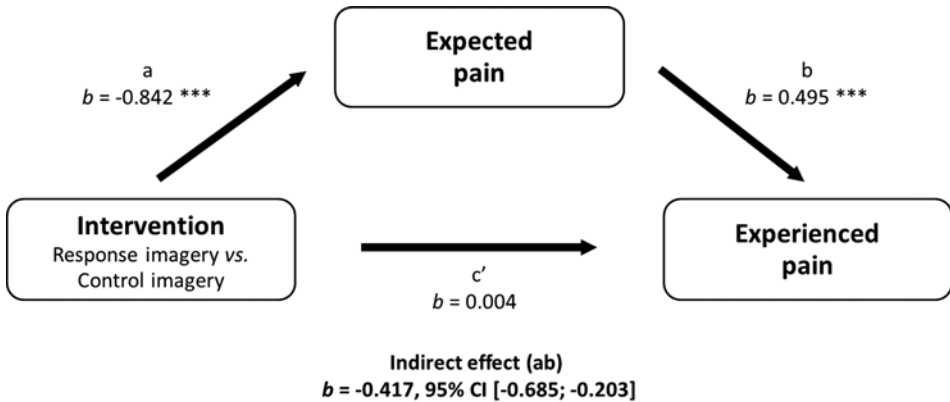 Expected
pain
a
b = -0.842 ***
b
b = 0.495 ***
Intervention
Response imagery vs.
Control imagery
Experienced
pain
c’
b = 0.004
Indirect effect (ab)
b = -0.417, 95% CI [-0.685; -0.203]